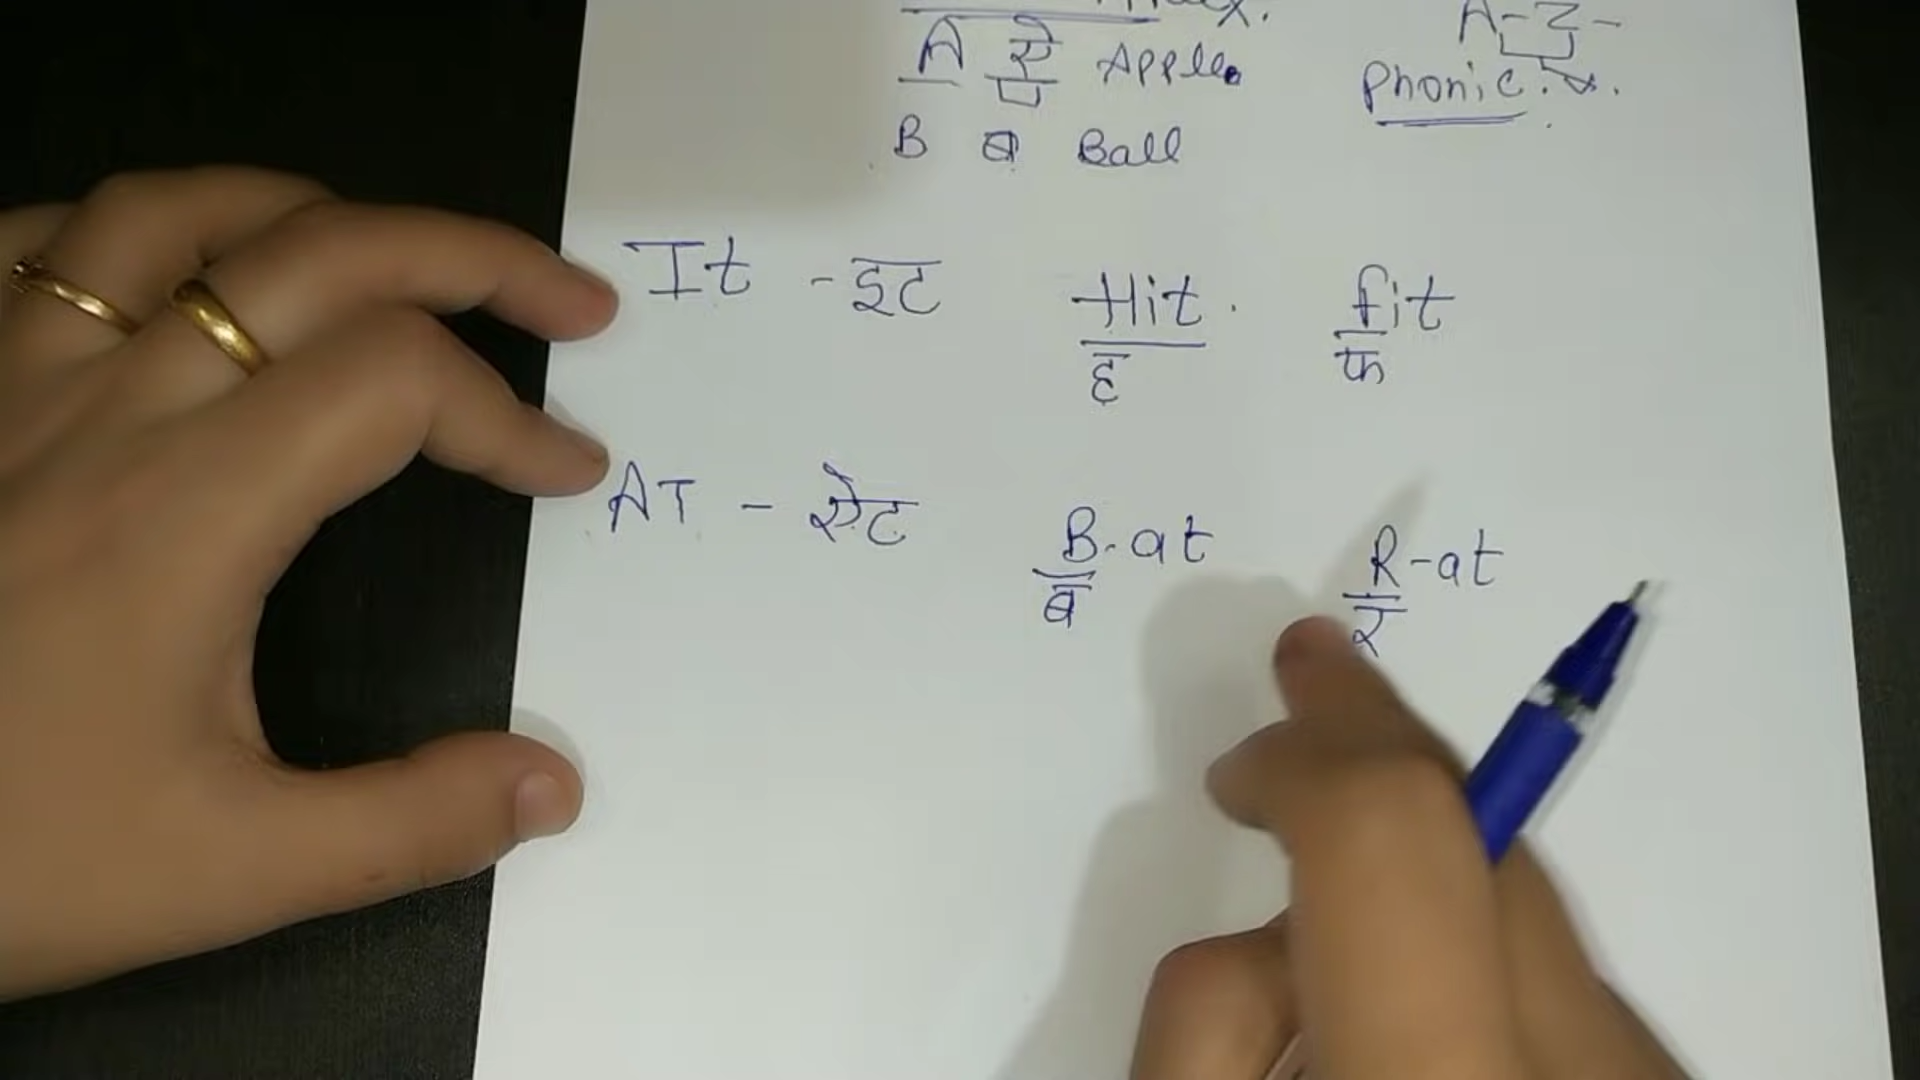 A ऐ Apple
A-Z-
Phonic.
B ब Ball
It - इट Hit. fit
ह फ
AT - ऐट B-at R-at
ब र